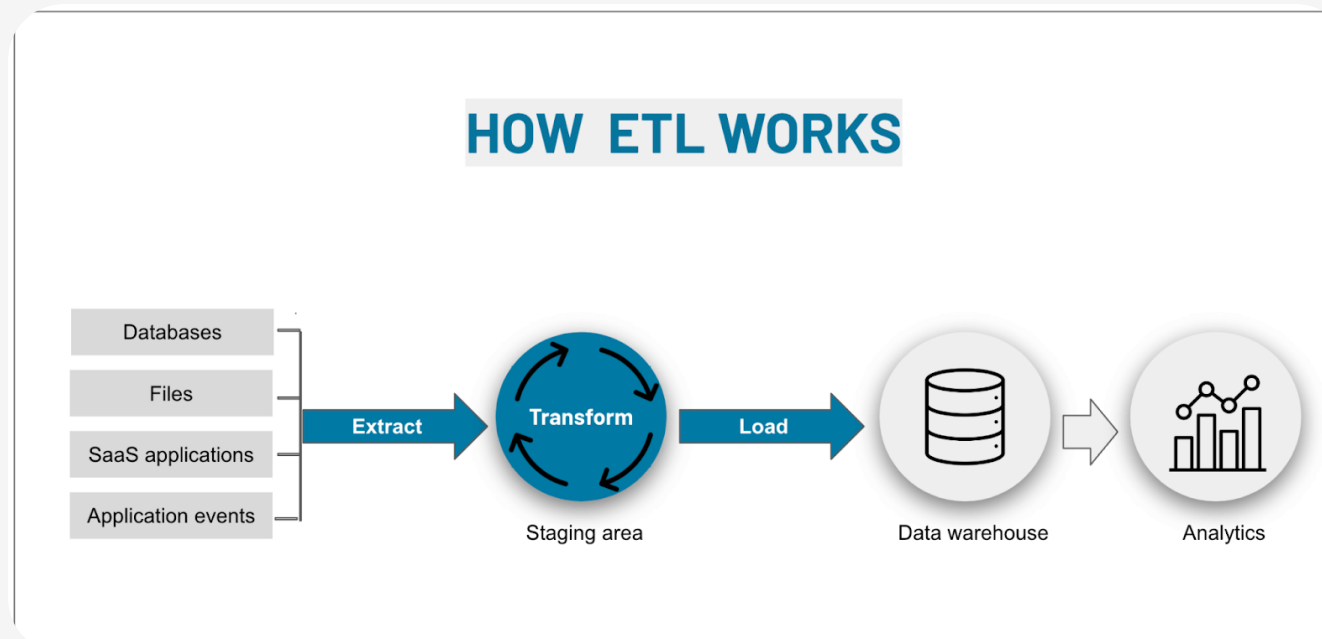 HOW ETL WORKS
Databases
Files
SaaS applications
Application events
Extract
Transform
Load
Staging area
Data warehouse
Analytics